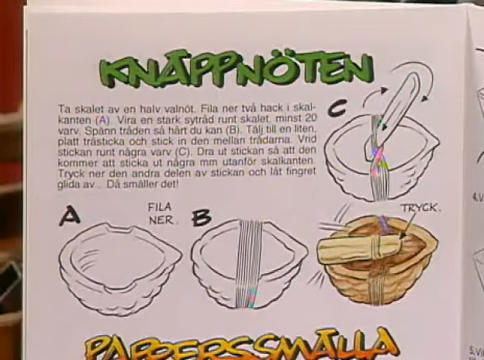 KNÄPPNÖTEN
Ta skalet av en halv valnöt. Fila ner två hack i skal-
kanten (A). Vira en stark sytråd runt skalet, minst 20
varv. Spänn tråden så hårt du kan (B). Tälj till en liten,
platt trästicka och stick in den mellan trådarna. Vrid
stickan runt några varv (C). Dra ut stickan så att den
kommer att sticka ut några mm utanför skalkanten.
Tryck ner den andra delen av stickan och låt fingret
glida av... Då smäller det!
C
A
FILA
NER.
B
TRYCK.
PAPPERSSMÄLLA